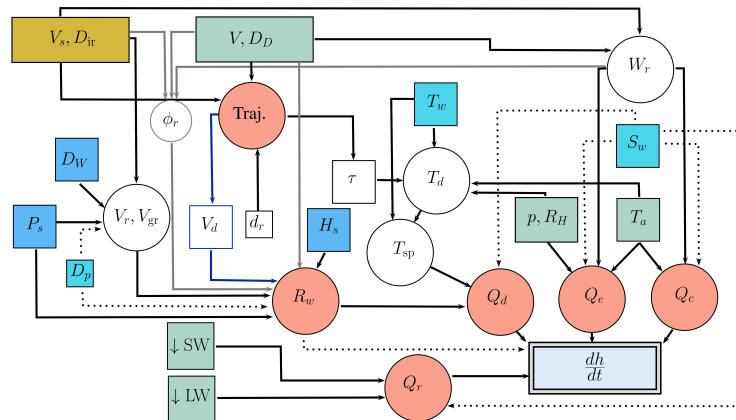 V_s, D_ir
V, D_D
W_r
ϕ_r
Traj.
T_w
S_w
D_W
τ
T_d
V_r, V_gr
V_d
d_r
P_s
H_s
p, R_H
T_a
T_sp
D_p
R_w
Q_d
Q_e
Q_c
↓ SW
dh
dt
↓ LW
Q_r